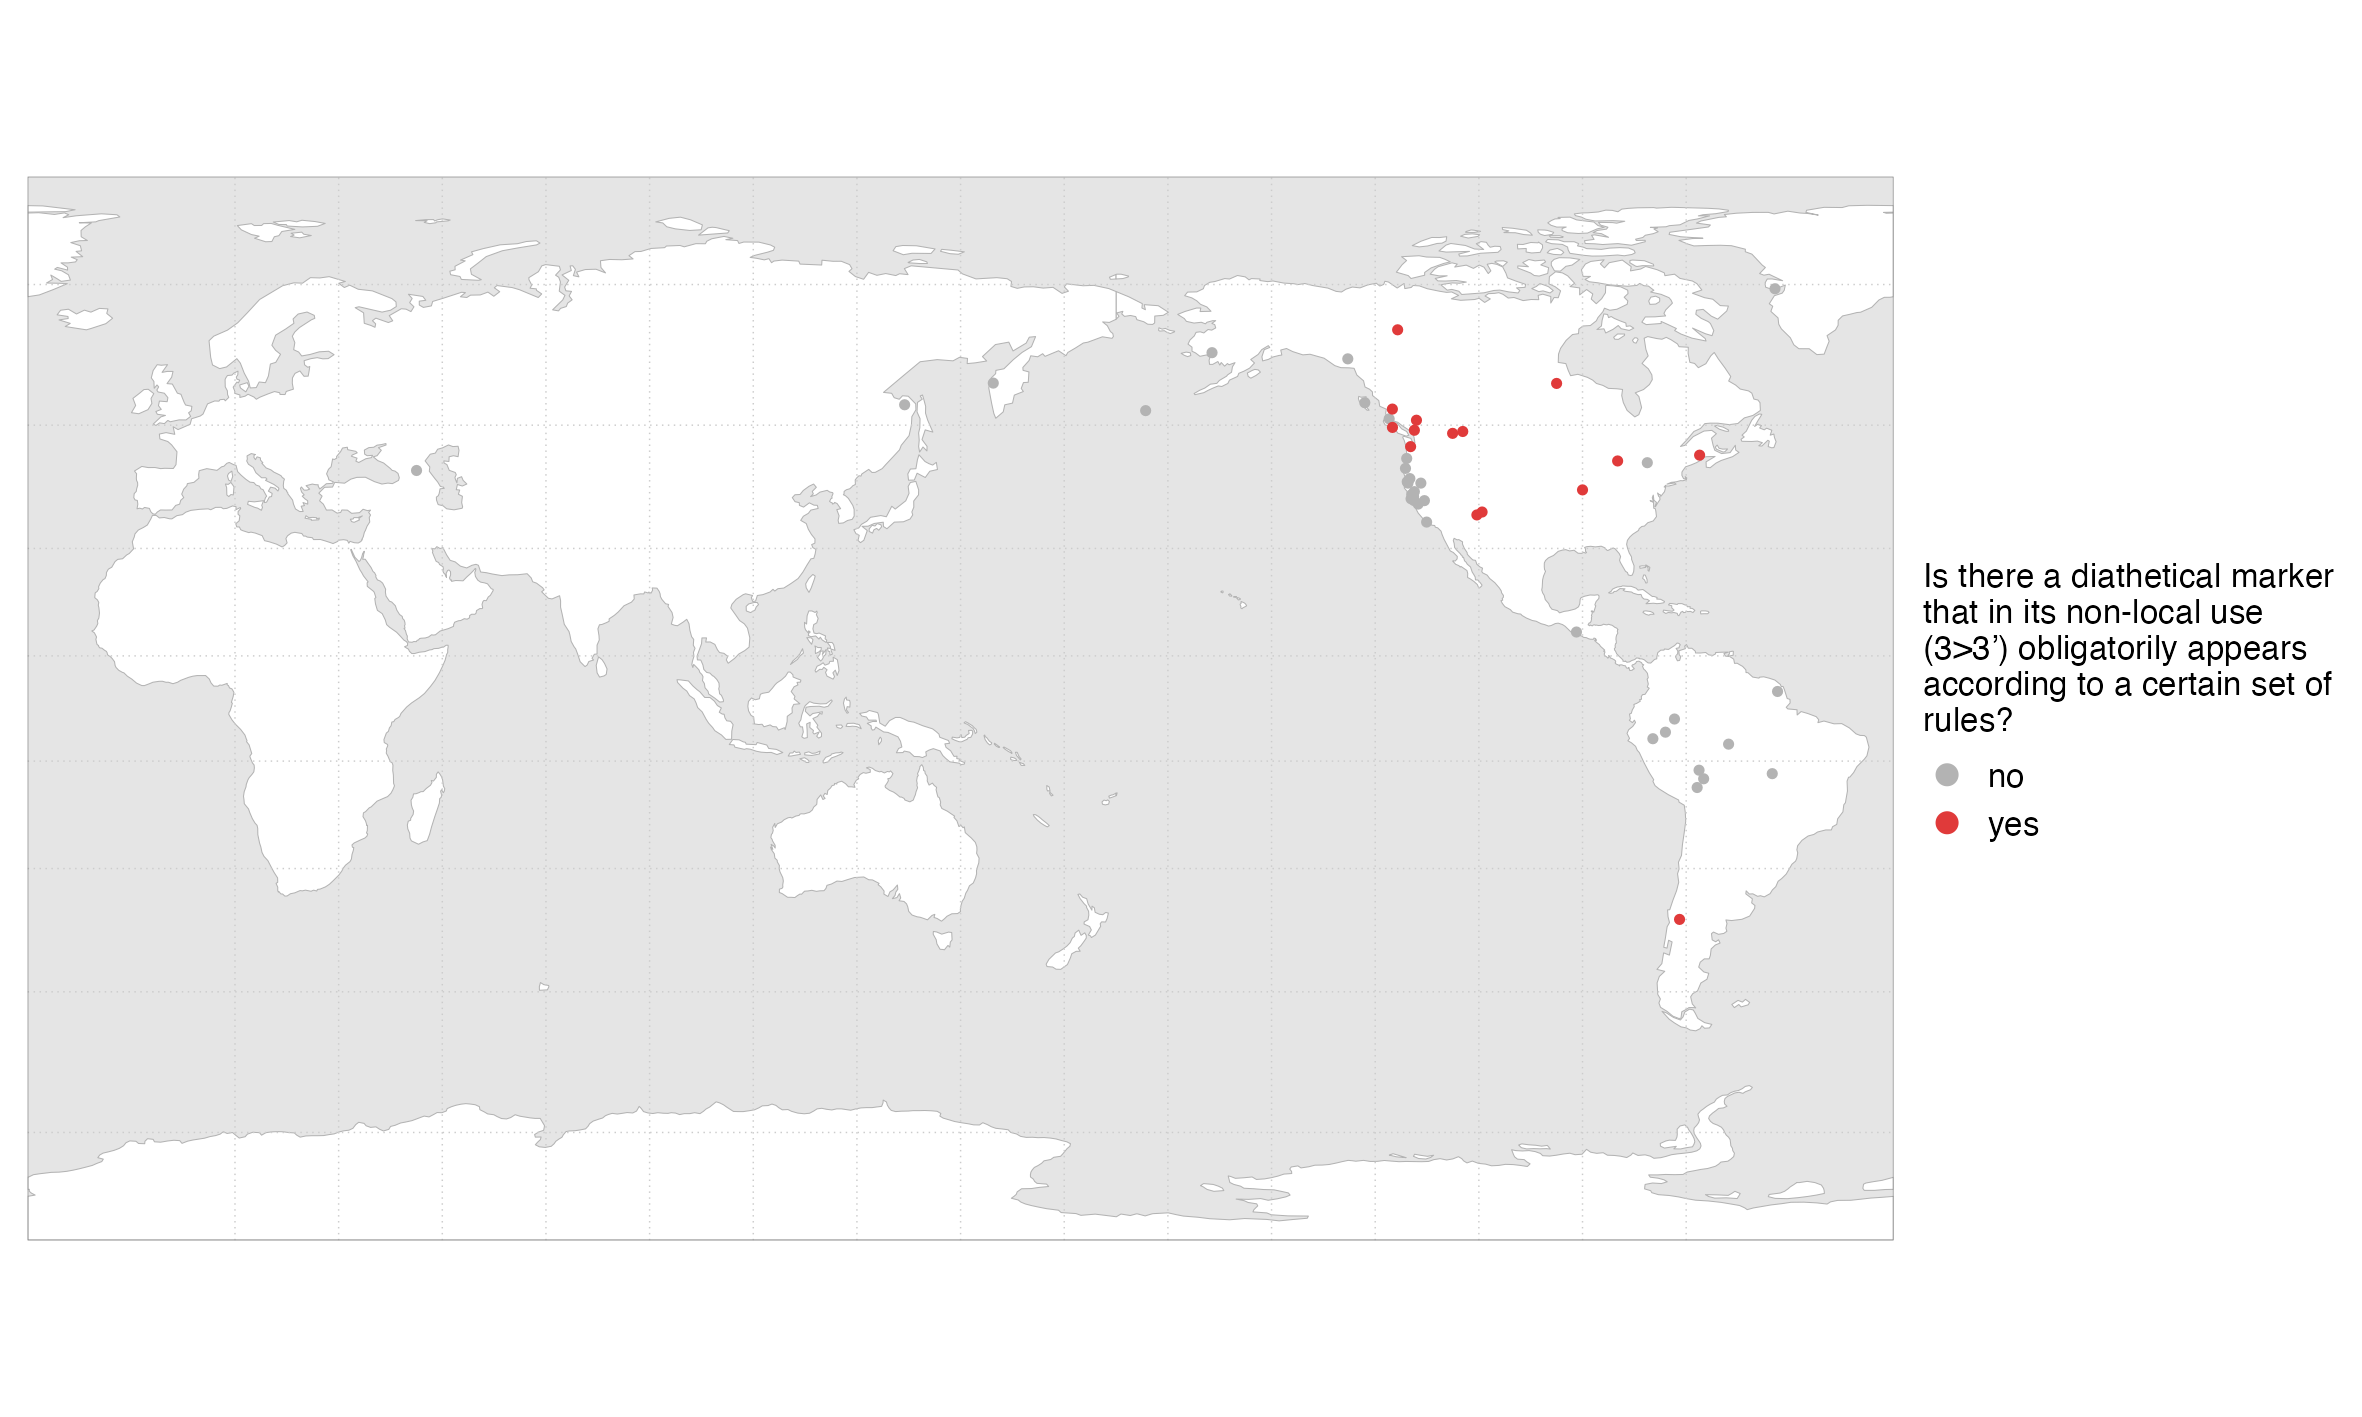 Is there a diathetical marker
that in its non-local use
(3>3’) obligatorily appears
according to a certain set of
rules?
no
yes